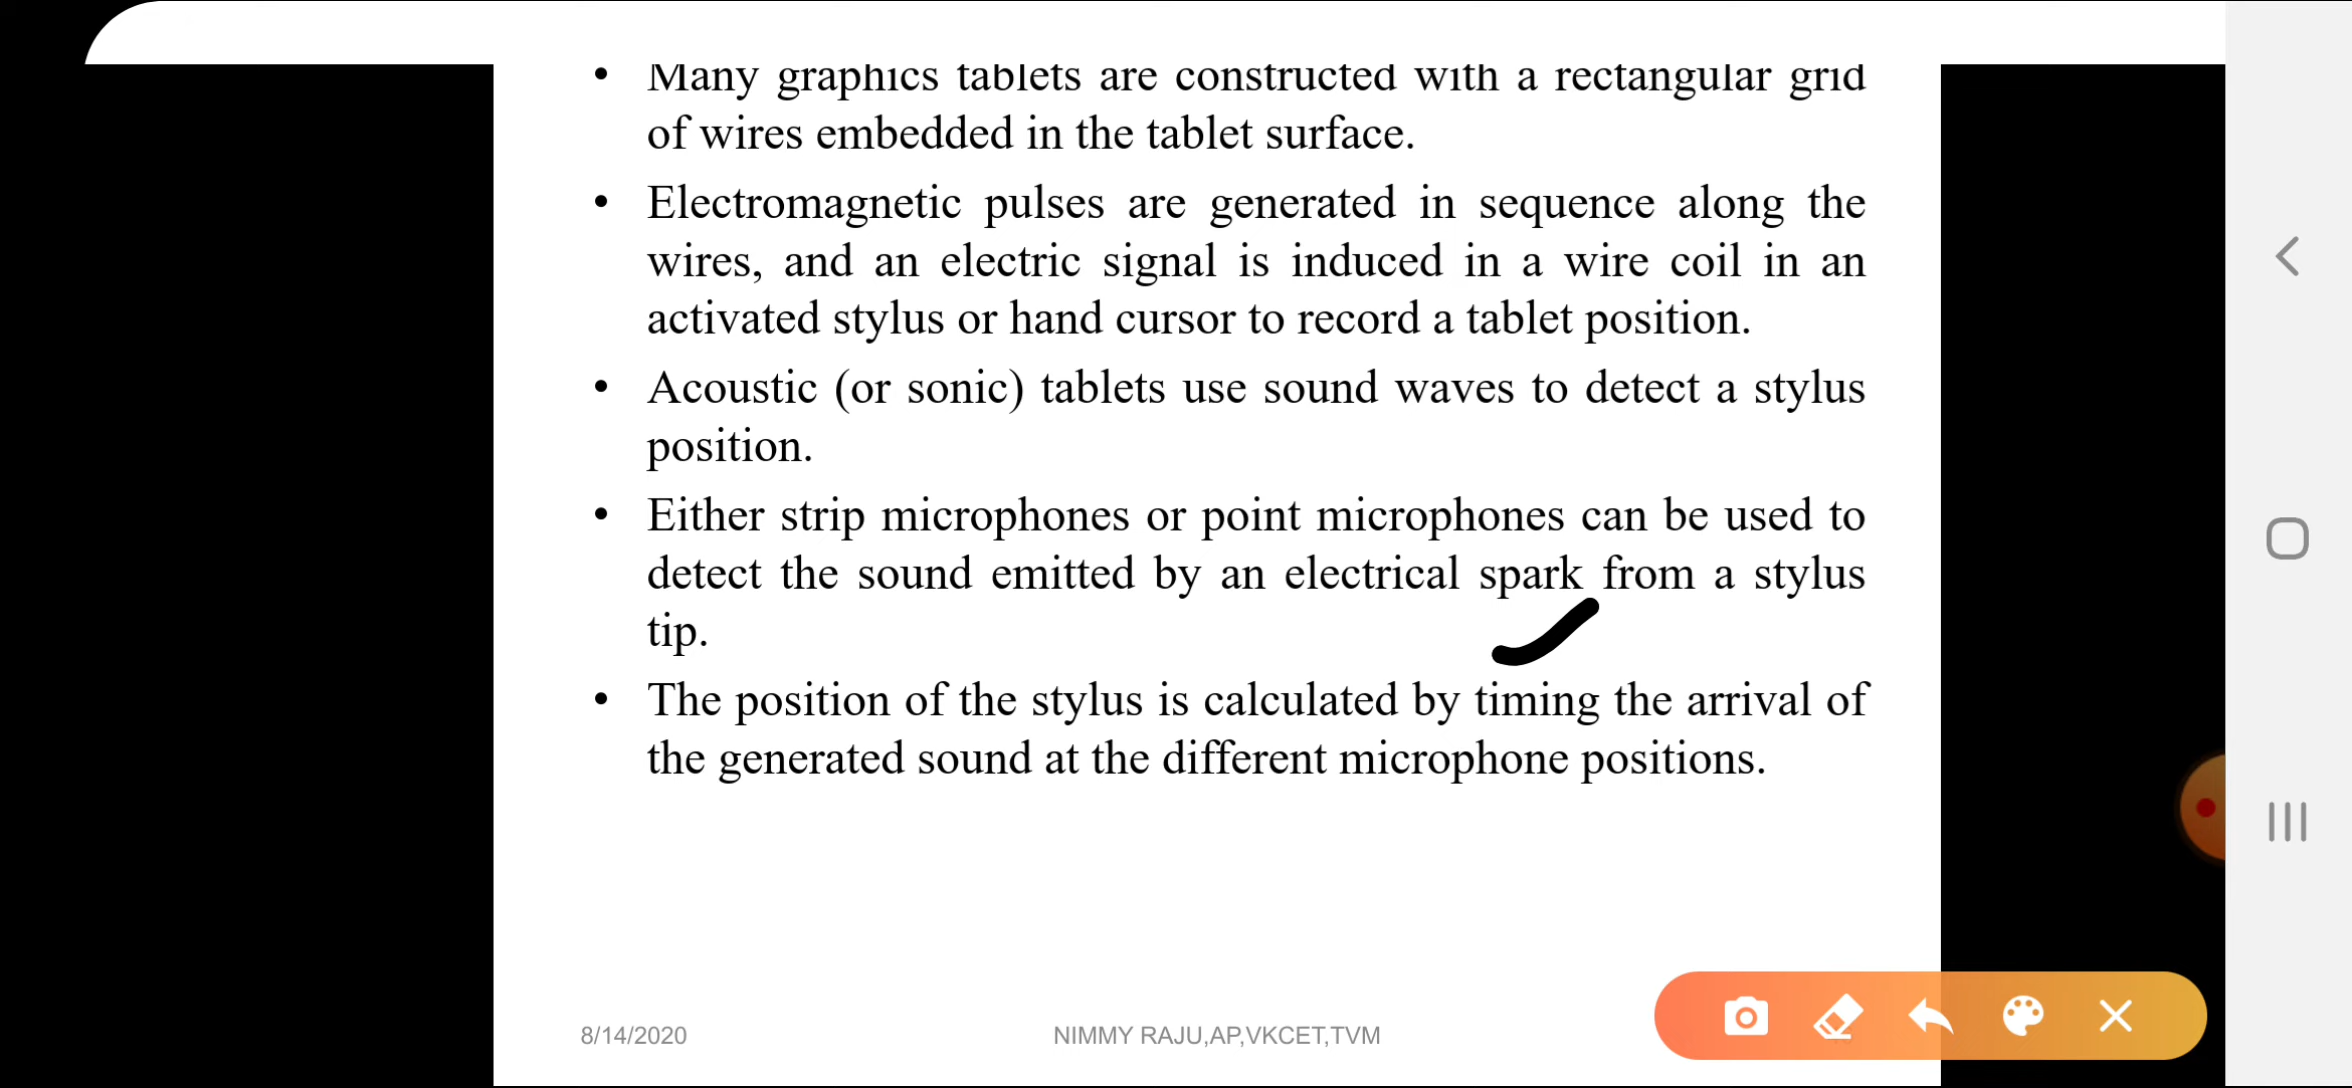 • Many graphics tablets are constructed with a rectangular grid
of wires embedded in the tablet surface.
• Electromagnetic pulses are generated in sequence along the
wires, and an electric signal is induced in a wire coil in an
activated stylus or hand cursor to record a tablet position.
• Acoustic (or sonic) tablets use sound waves to detect a stylus
position.
• Either strip microphones or point microphones can be used to
detect the sound emitted by an electrical spark from a stylus
tip.
• The position of the stylus is calculated by timing the arrival of
the generated sound at the different microphone positions.
8/14/2020 NIMMY RAJU,AP,VKCET,TVM